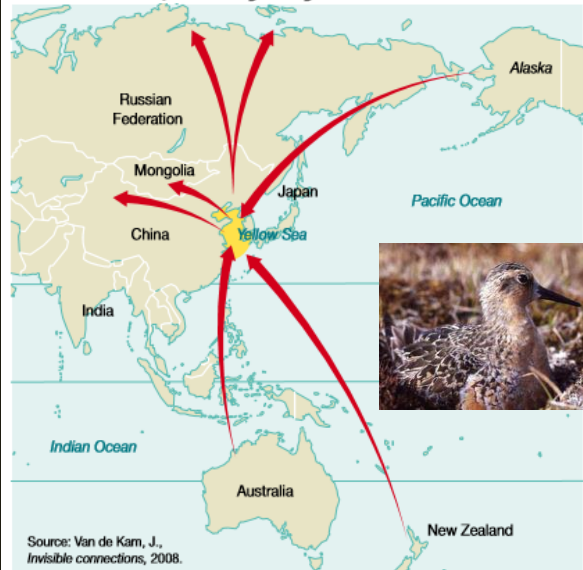 Alaska
Russian
Federation
Mongolia
Japan
Pacific Ocean
China
Yellow Sea
India
Indian Ocean
Australia
New Zealand
Source: Van de Kam, J.,
Invisible connections, 2008.